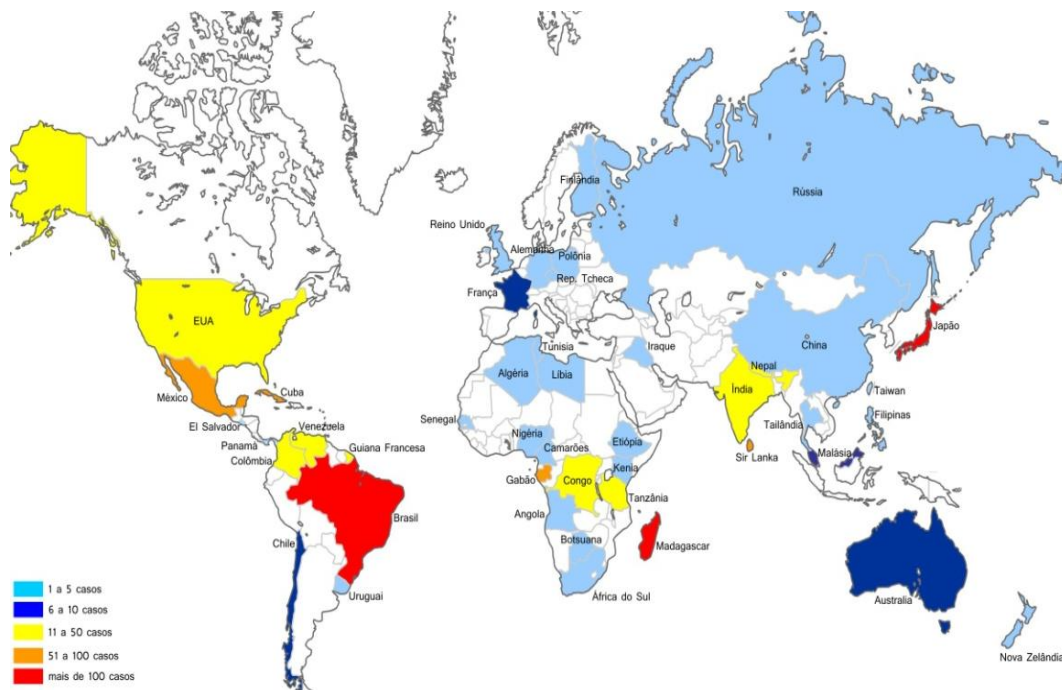 Finlândia
Rùssia
Reino Unido
Alemanha
Polônia
Rep. Tcheca
França
EUA
Japão
Tunisia
Iraque
China
Algéria
Líbia
Nepal
Índia
México
Cuba
Taiwan
El Salvador
Venezuela
Senegal
Filipinas
Panamá
Guiana Francesa
Nigéria
Etiópia
Tailândia
Colômbia
Camarões
Malásia
Sir Lanka
Gabão
Congo
Kenia
Tanzânia
Brasil
Angola
Chile
Botsuana
Madagascar
Uruguai
África do Sul
Australia
Nova Zelândia
1 a 5 casos
6 a 10 casos
11 a 50 casos
51 a 100 casos
mais de 100 casos